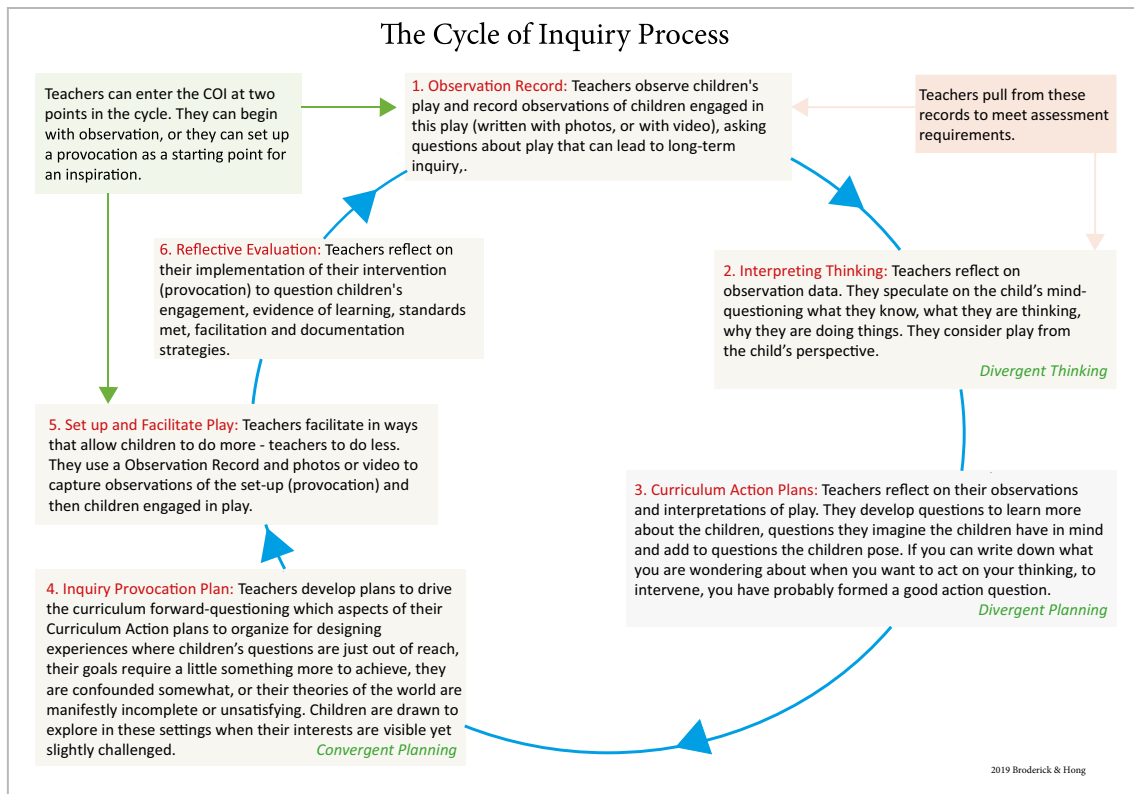 The Cycle of Inquiry Process
Teachers can enter the COI at two
points in the cycle. They can begin
with observation, or they can set up
a provocation as a starting point for
an inspiration.
1. Observation Record: Teachers observe children's
play and record observations of children engaged in
this play (written with photos, or with video), asking
questions about play that can lead to long-term
inquiry,.
Teachers pull from these
records to meet assessment
requirements.
2. Interpreting Thinking: Teachers reflect on
observation data. They speculate on the child’s mind-
questioning what they know, what they are thinking,
why they are doing things. They consider play from
the child’s perspective.
Divergent Thinking
3. Curriculum Action Plans: Teachers reflect on their observations
and interpretations of play. They develop questions to learn more
about the children, questions they imagine the children have in mind
and add to questions the children pose. If you can write down what
you are wondering about when you want to act on your thinking, to
intervene, you have probably formed a good action question.
Divergent Planning
4. Inquiry Provocation Plan: Teachers develop plans to drive
the curriculum forward-questioning which aspects of their
Curriculum Action plans to organize for designing
experiences where children’s questions are just out of reach,
their goals require a little something more to achieve, they
are confounded somewhat, or their theories of the world are
manifestly incomplete or unsatisfying. Children are drawn to
explore in these settings when their interests are visible yet
slightly challenged.
Convergent Planning
5. Set up and Facilitate Play: Teachers facilitate in ways
that allow children to do more - teachers to do less.
They use a Observation Record and photos or video to
capture observations of the set-up (provocation) and
then children engaged in play.
6. Reflective Evaluation: Teachers reflect on
their implementation of their intervention
(provocation) to question children's
engagement, evidence of learning, standards
met, facilitation and documentation
strategies.
2019 Broderick & Hong